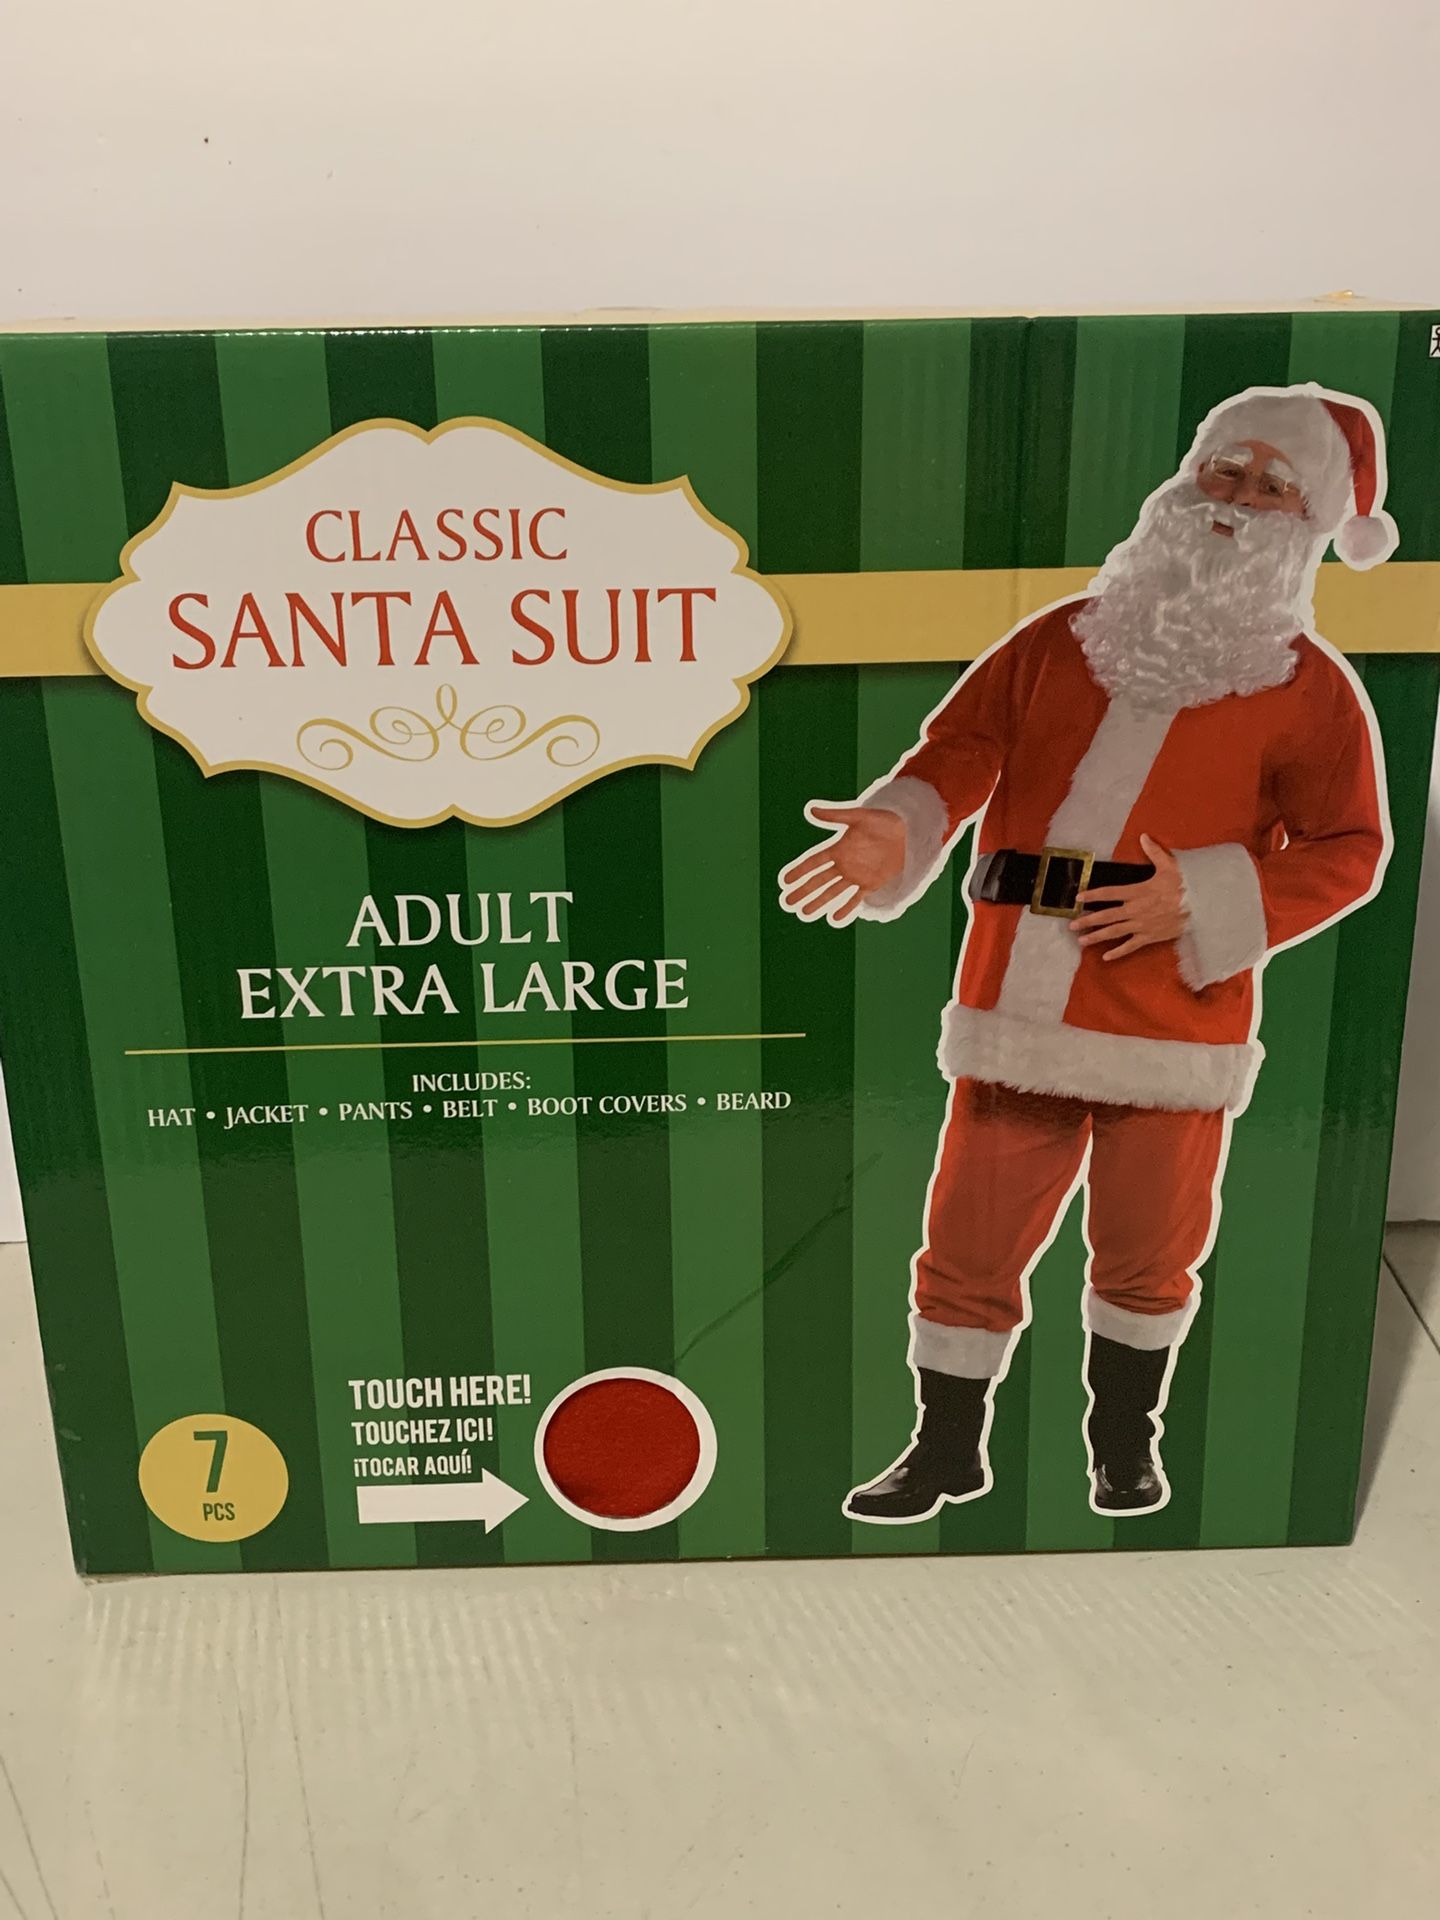 CLASSIC
SANTA SUIT
ADULT
EXTRA LARGE
INCLUDES:
HAT • JACKET • PANTS • BELT • BOOT COVERS • BEARD
TOUCH HERE!
TOUCHEZ ICI!
¡TOCAR AQUÍ!
7
PCS